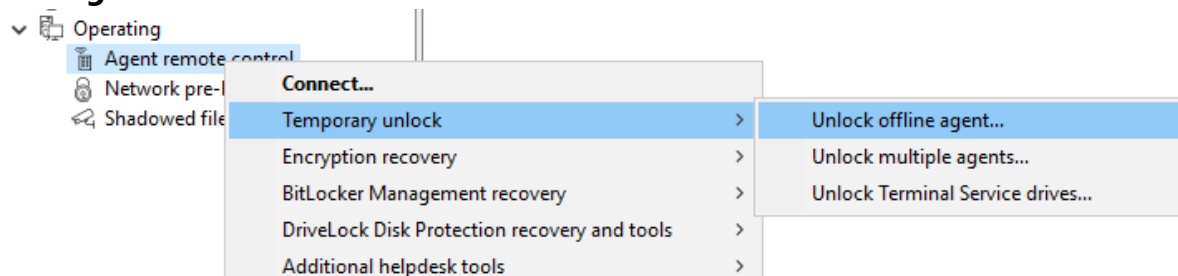 Operating
Agent remote control
Connect...
Network pre-
Temporary unlock > Unlock offline agent...
Shadowed file
Encryption recovery > Unlock multiple agents...
BitLocker Management recovery > Unlock Terminal Service drives...
DriveLock Disk Protection recovery and tools >
Additional helpdesk tools >